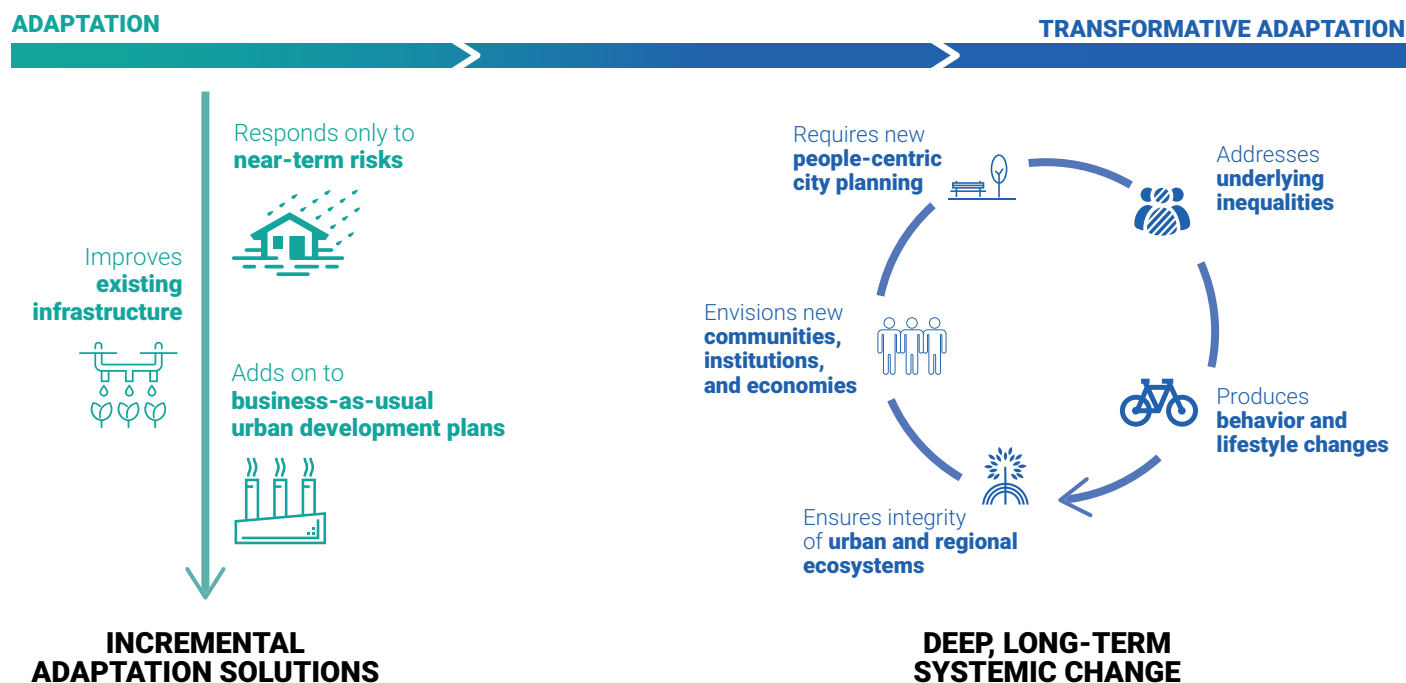 ADAPTATION
TRANSFORMATIVE ADAPTATION
Responds only to
near-term risks
Improves
existing
infrastructure
Adds on to
business-as-usual
urban development plans
INCREMENTAL
ADAPTATION SOLUTIONS
Requires new
people-centric
city planning
Addresses
underlying
inequalities
Envisions new
communities,
institutions,
and economies
Produces
behavior and
lifestyle changes
Ensures integrity
of urban and regional
ecosystems
DEEP, LONG-TERM
SYSTEMIC CHANGE